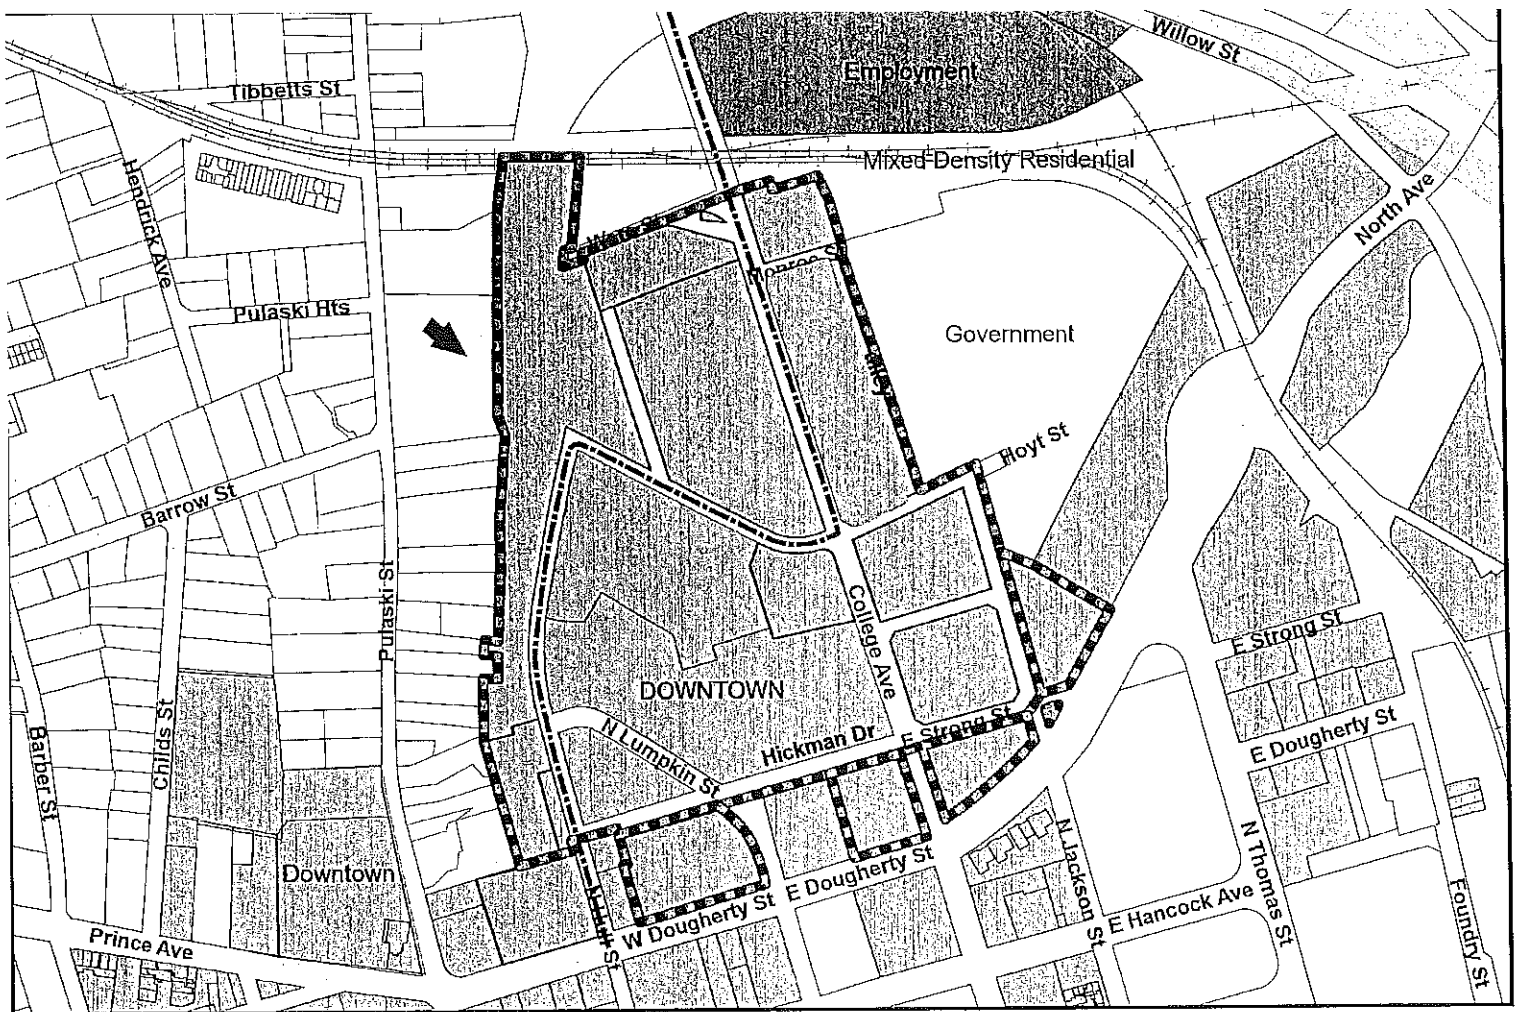 Willow St
Employment
Tibbetts St
Mixed-Density Residential
Hendrick Ave
North Ave
Pulaski Hts
Government
Hoyt St
Barrow St
Pulaski St
College Ave
E Strong St
DOWNTOWN
Childs St
Barber St
N Lumpkin St
Hickman Dr
E Strong St
E Dougherty St
Downtown
N Jackson St
N Thomas St
E Dougherty St
W Dougherty St
N Hull St
E Hancock Ave
Foundry St
Prince Ave